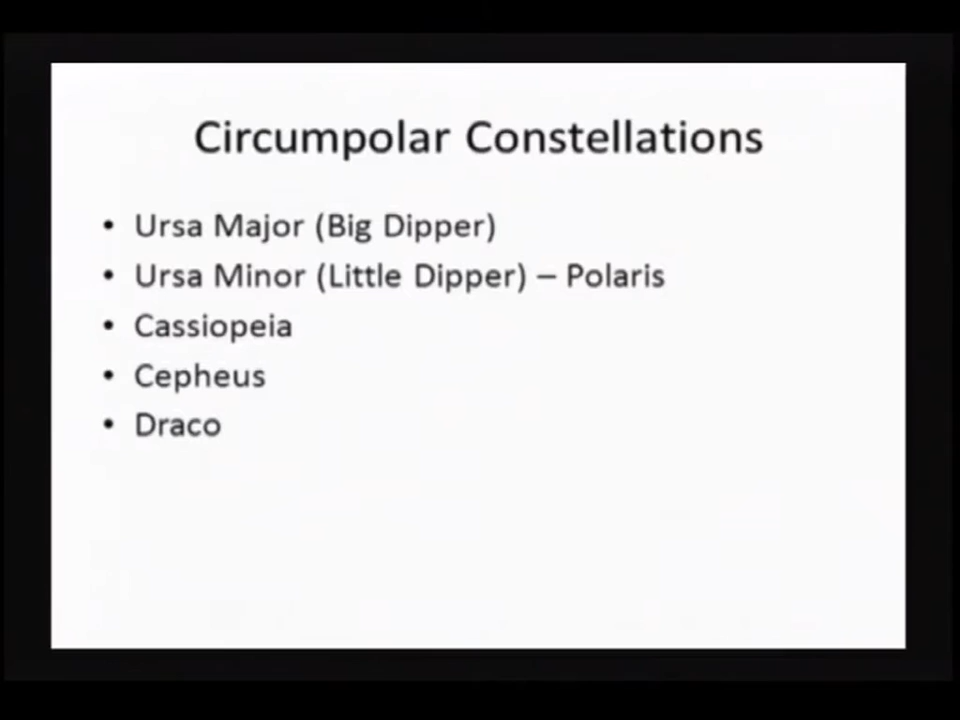 Circumpolar Constellations
• Ursa Major (Big Dipper)
• Ursa Minor (Little Dipper) – Polaris
• Cassiopeia
• Cepheus
• Draco